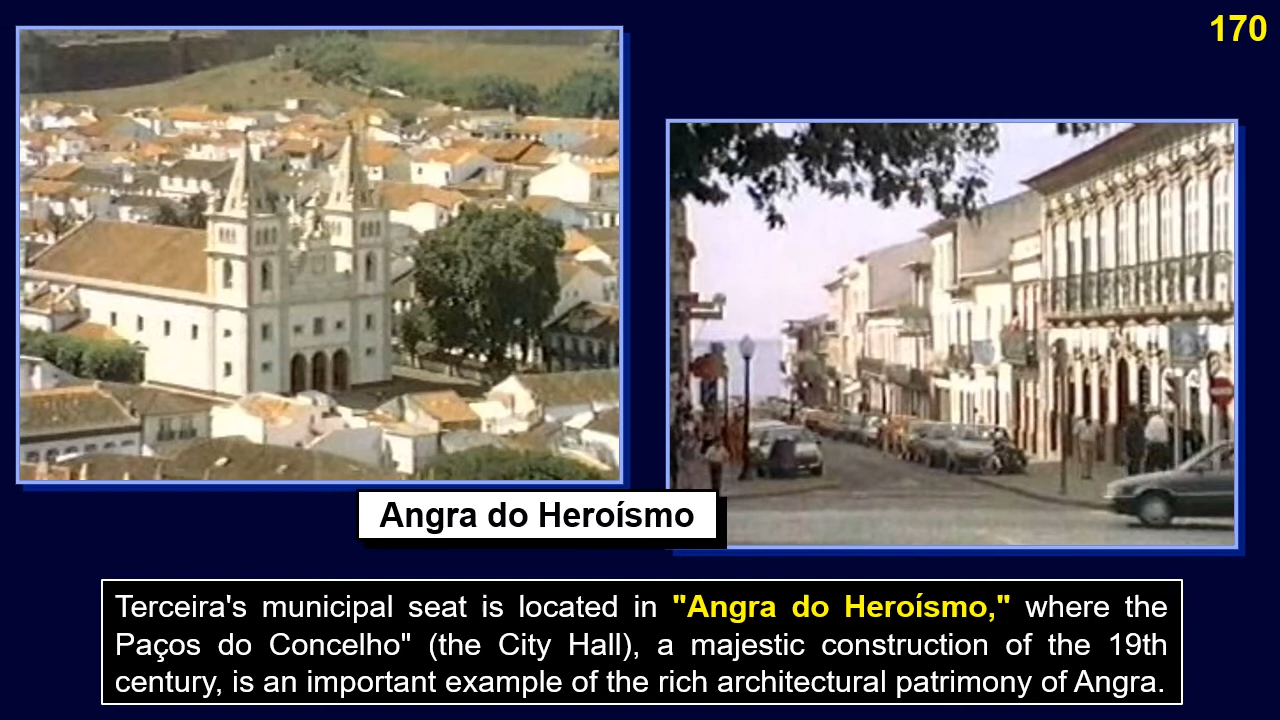 170
Angra do Heroísmo
Terceira's municipal seat is located in "Angra do Heroísmo," where the
Paços do Concelho" (the City Hall), a majestic construction of the 19th
century, is an important example of the rich architectural patrimony of Angra.